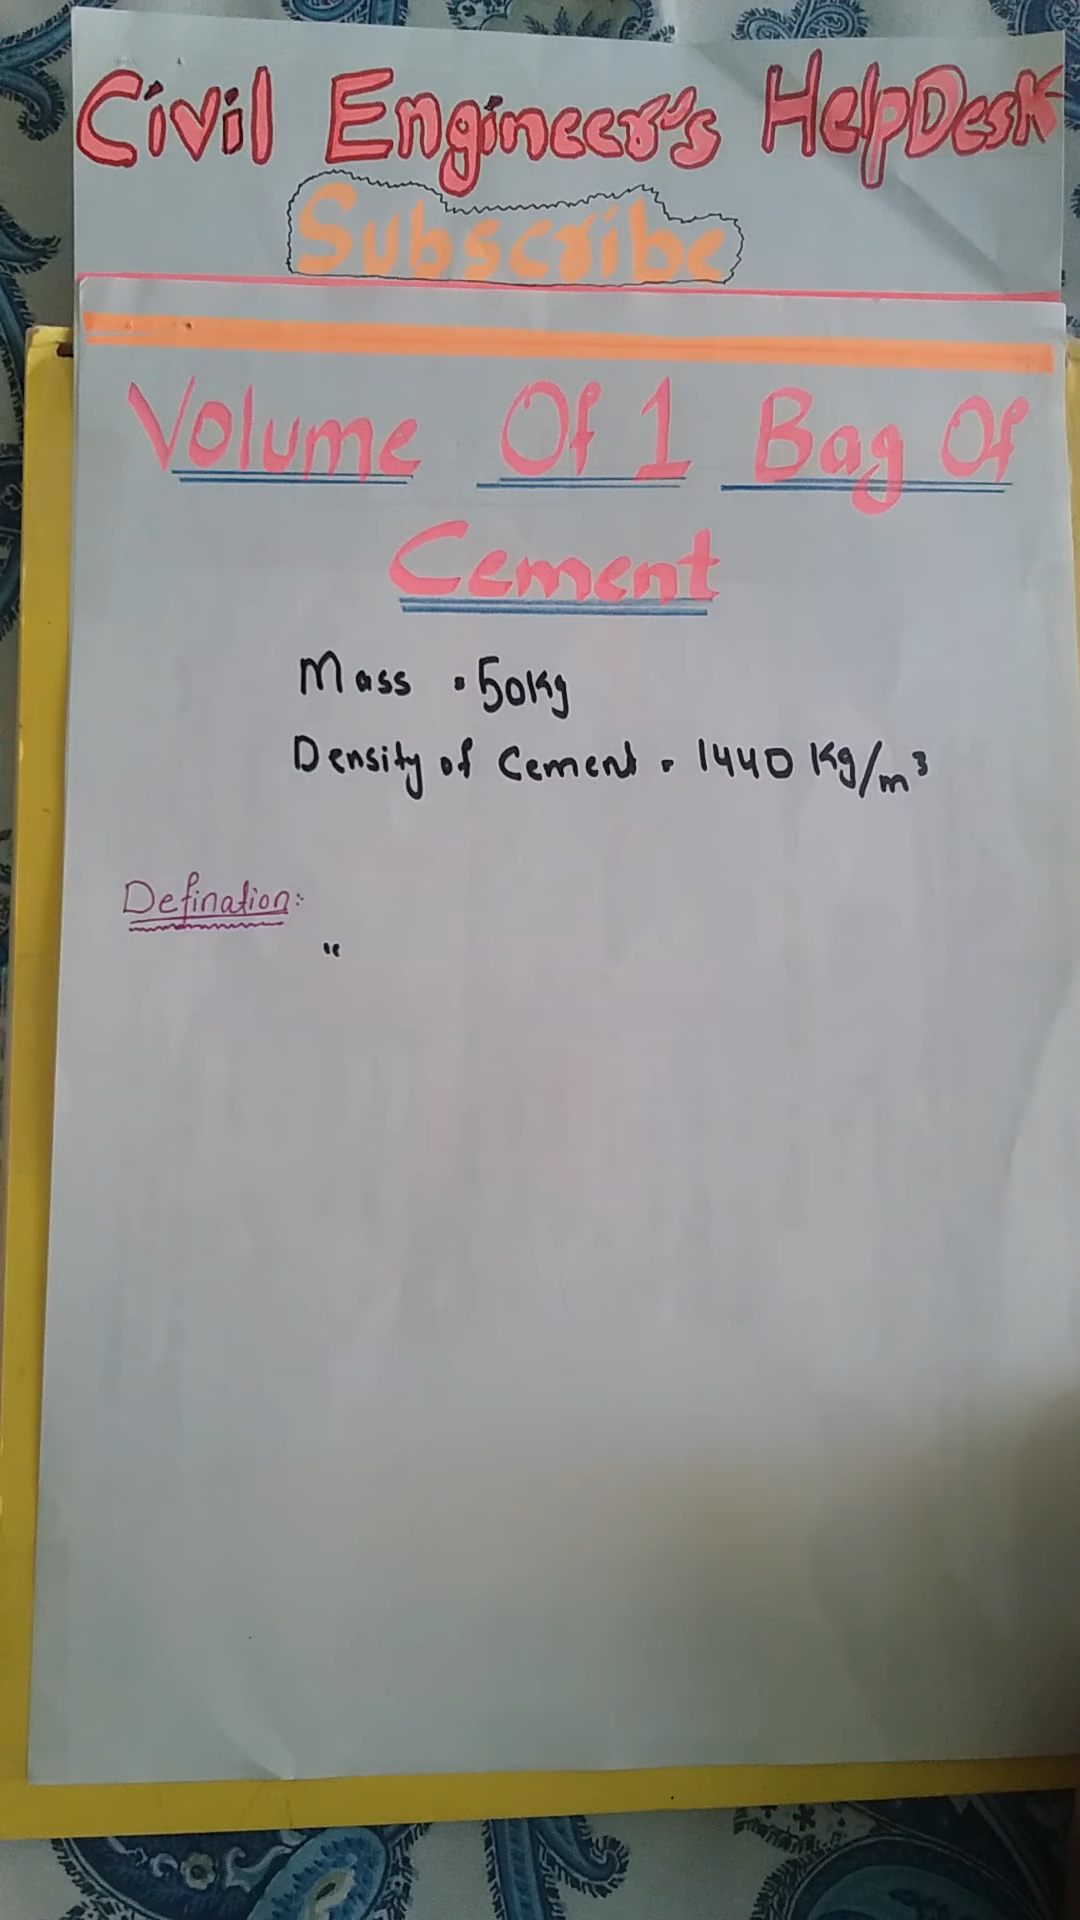 Civil Engineer's HelpDesk
Subscribe
Volume Of 1 Bag Of
Cement
Mass = 50Kg
Density of Cement = 1440 Kg/m³
Defination:
"